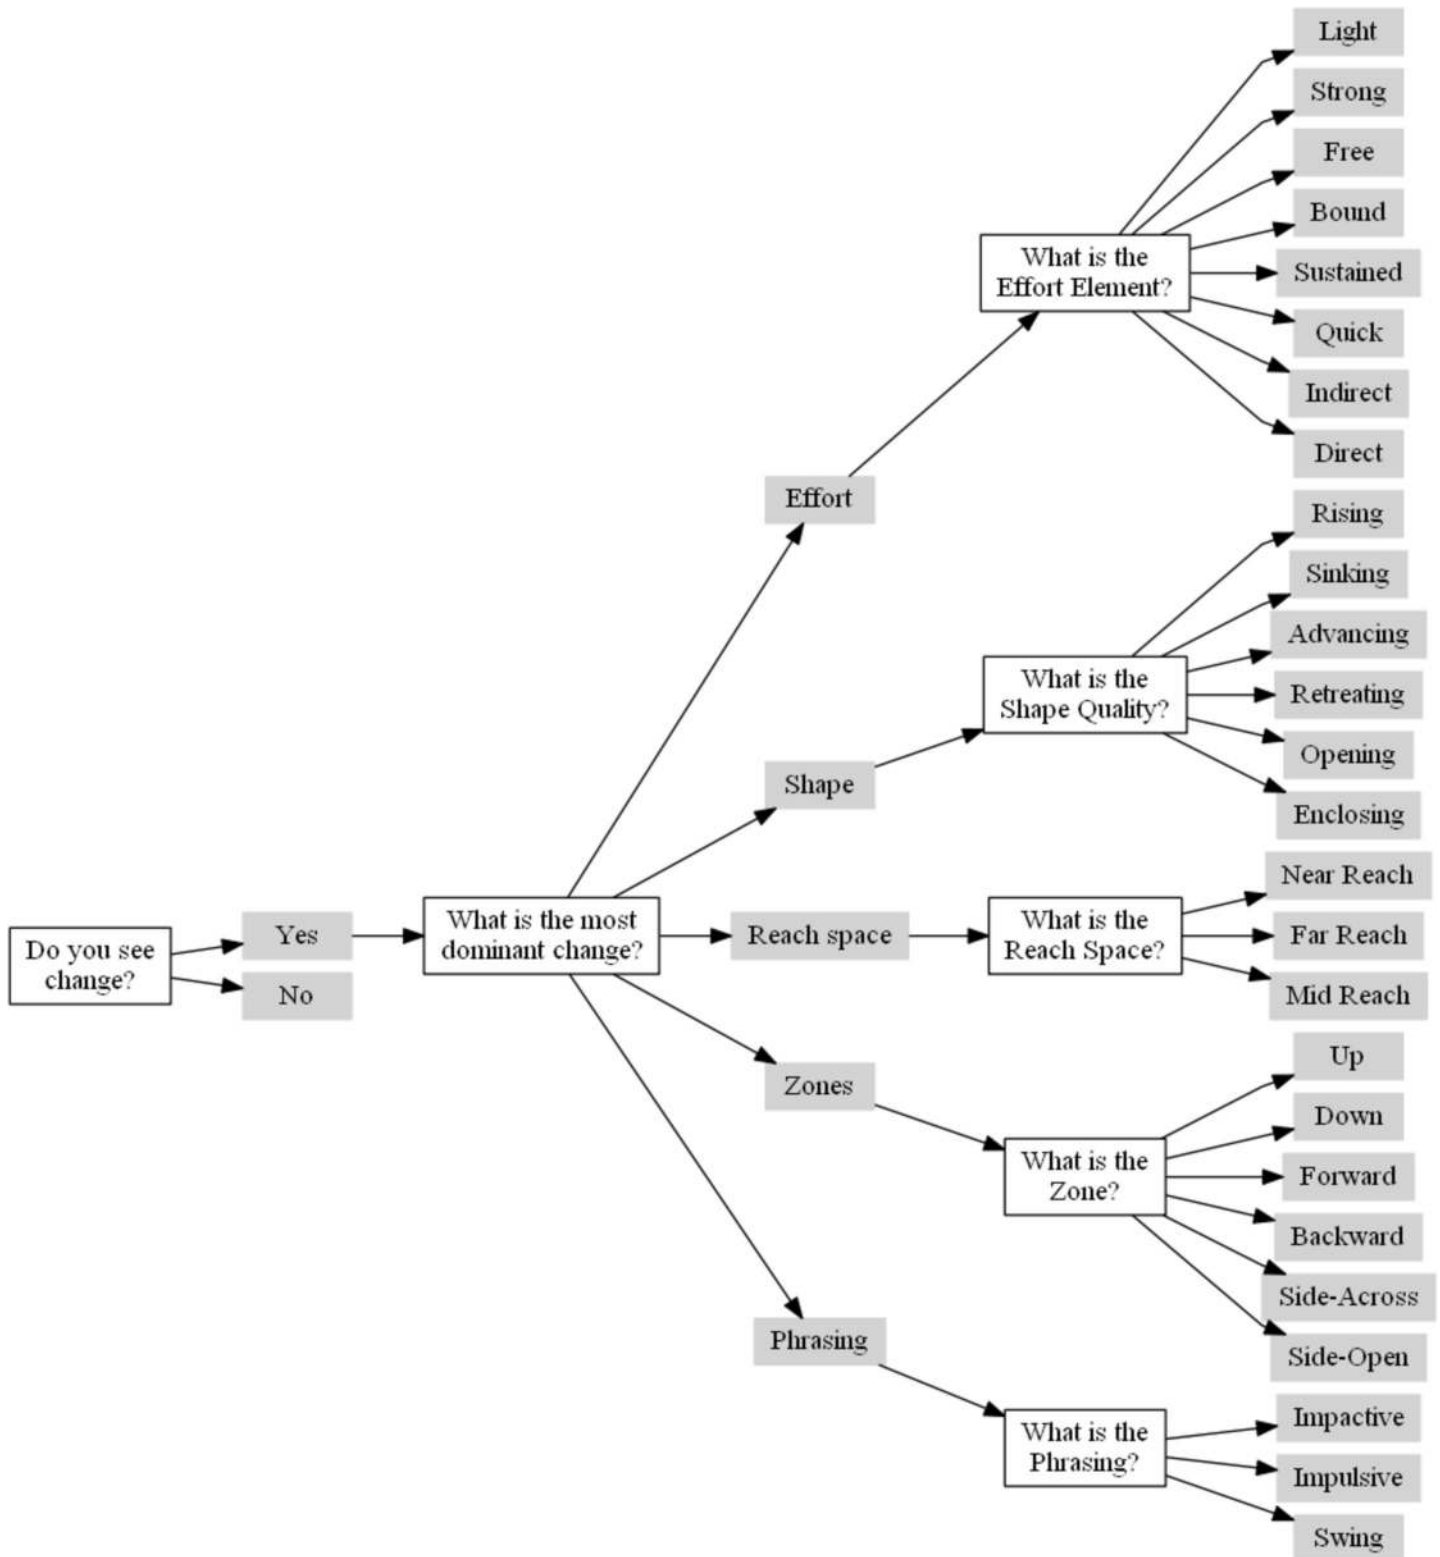 Do you see
change?
Yes
No
What is the most
dominant change?
Effort
Shape
Reach space
Zones
Phrasing
What is the
Effort Element?
Light
Strong
Free
Bound
Sustained
Quick
Indirect
Direct
What is the
Shape Quality?
Rising
Sinking
Advancing
Retreating
Opening
Enclosing
What is the
Reach Space?
Near Reach
Far Reach
Mid Reach
What is the
Zone?
Up
Down
Forward
Backward
Side-Across
Side-Open
What is the
Phrasing?
Impactive
Impulsive
Swing